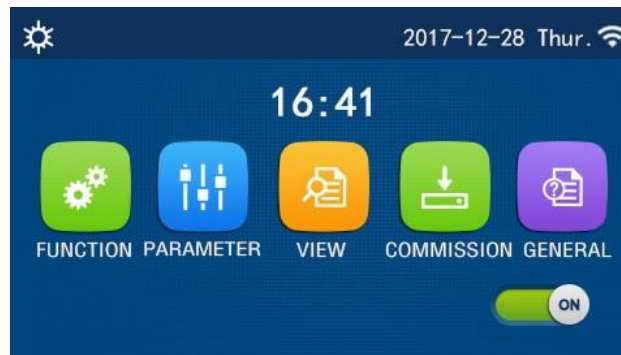 2017-12-28 Thur.
16:41
FUNCTION PARAMETER VIEW COMMISSION GENERAL
ON